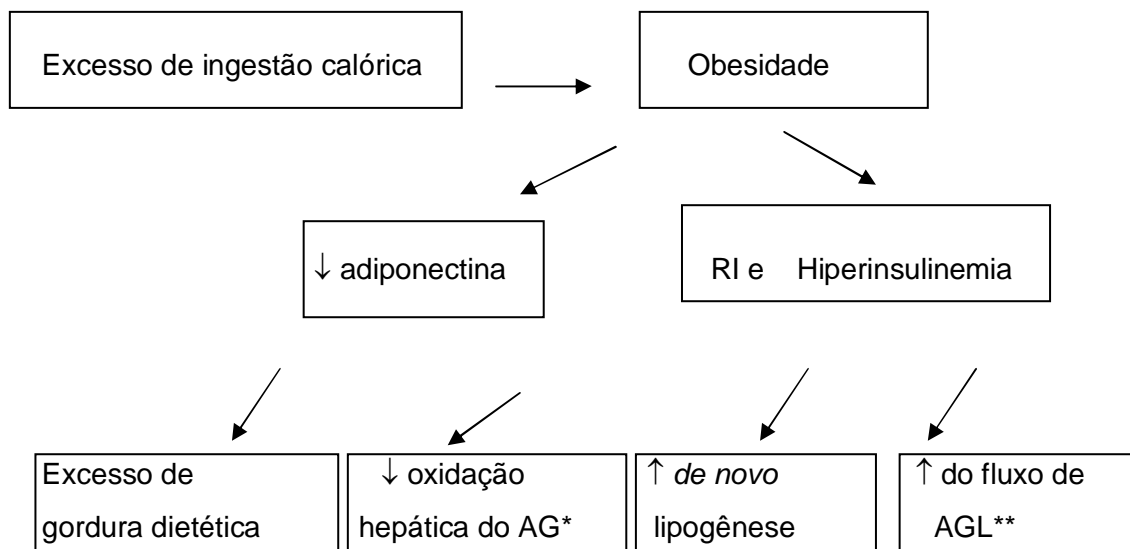 Excesso de ingestão calórica
Obesidade
↓ adiponectina
RI e Hiperinsulinemia
Excesso de
gordura dietética
↓ oxidação
hepática do AG*
↑ de novo
lipogênese
↑ do fluxo de
AGL**